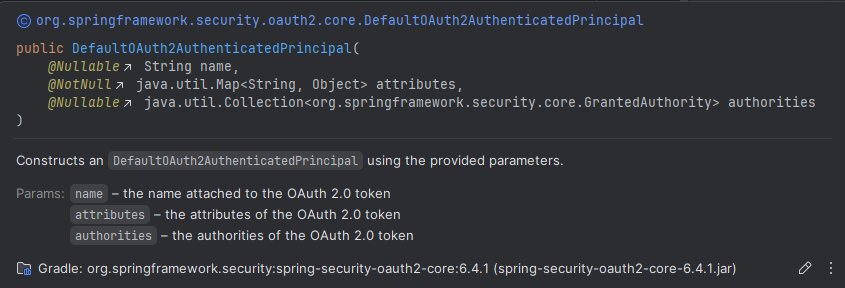 org.springframework.security.oauth2.core.DefaultOAuth2AuthenticatedPrincipal
public DefaultOAuth2AuthenticatedPrincipal(
@Nullable↗ String name,
@NotNull↗ java.util.Map<String, Object> attributes,
@Nullable↗ java.util.Collection<org.springframework.security.core.GrantedAuthority> authorities
)
Constructs an DefaultOAuth2AuthenticatedPrincipal using the provided parameters.
Params: name – the name attached to the OAuth 2.0 token
attributes – the attributes of the OAuth 2.0 token
authorities – the authorities of the OAuth 2.0 token
Gradle: org.springframework.security:spring-security-oauth2-core:6.4.1 (spring-security-oauth2-core-6.4.1.jar)